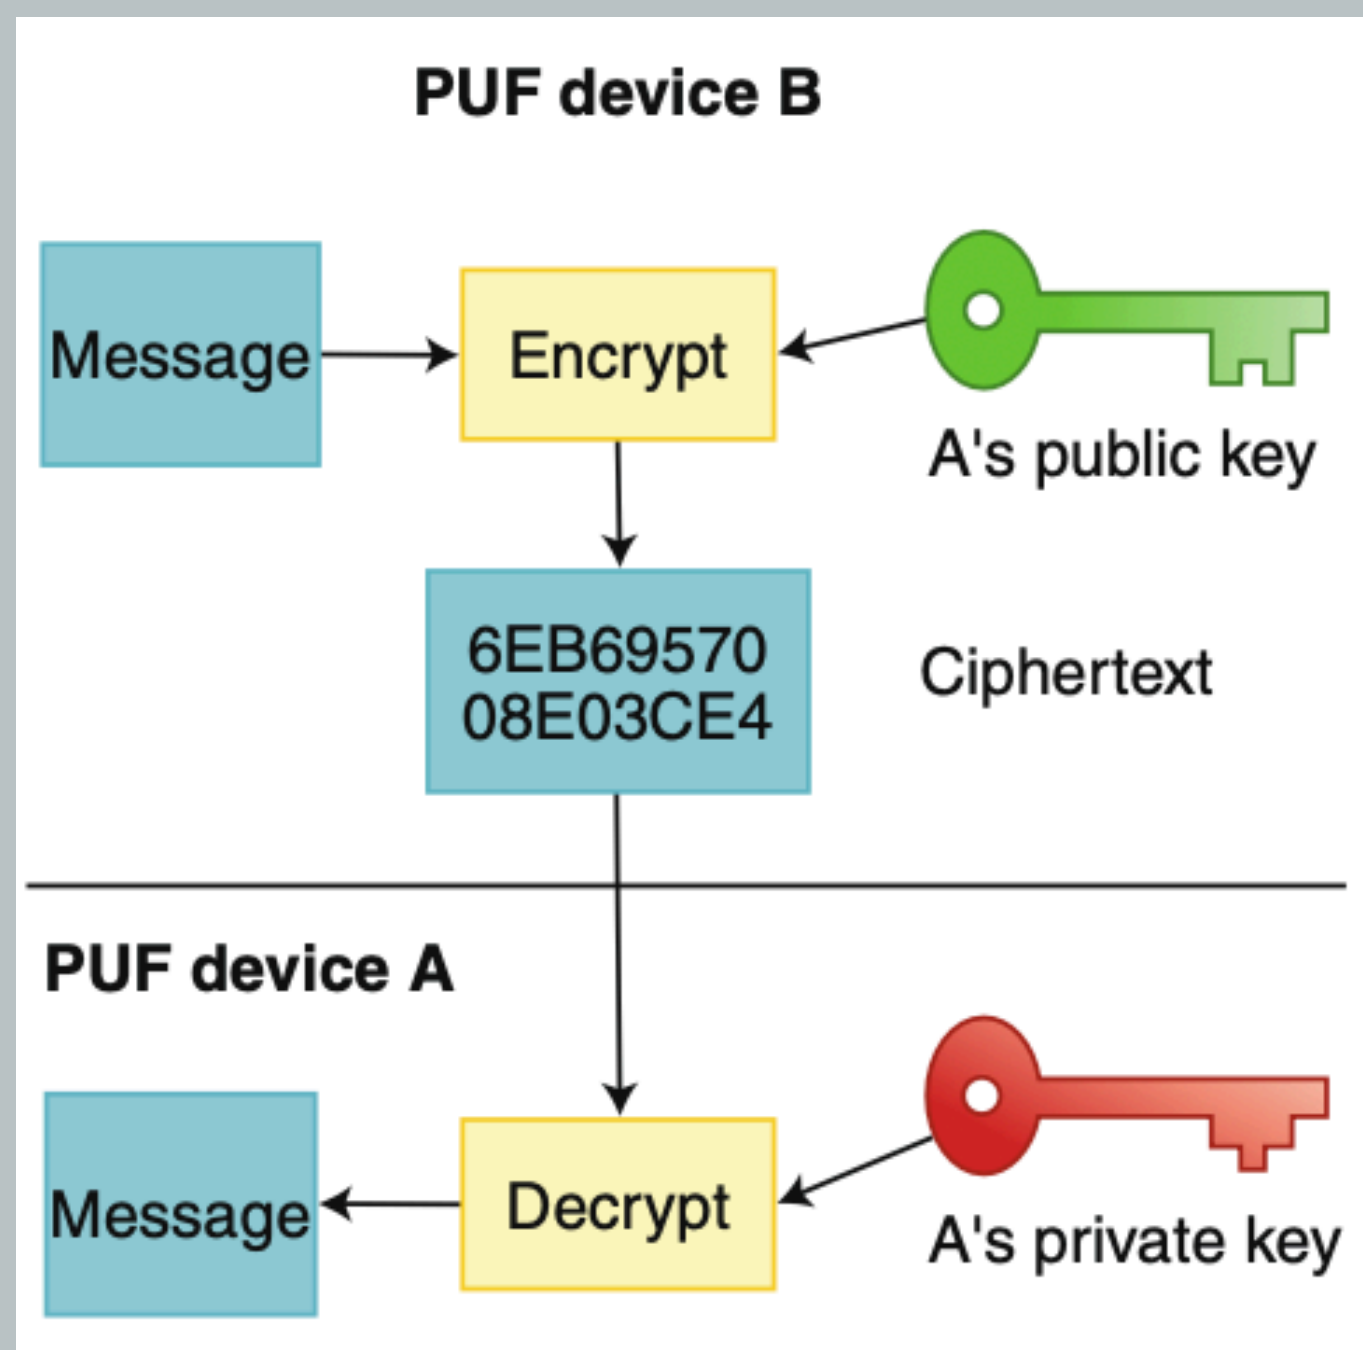 PUF device B
Message
Encrypt
A's public key
6EB69570
08E03CE4
Ciphertext
PUF device A
Message
Decrypt
A's private key